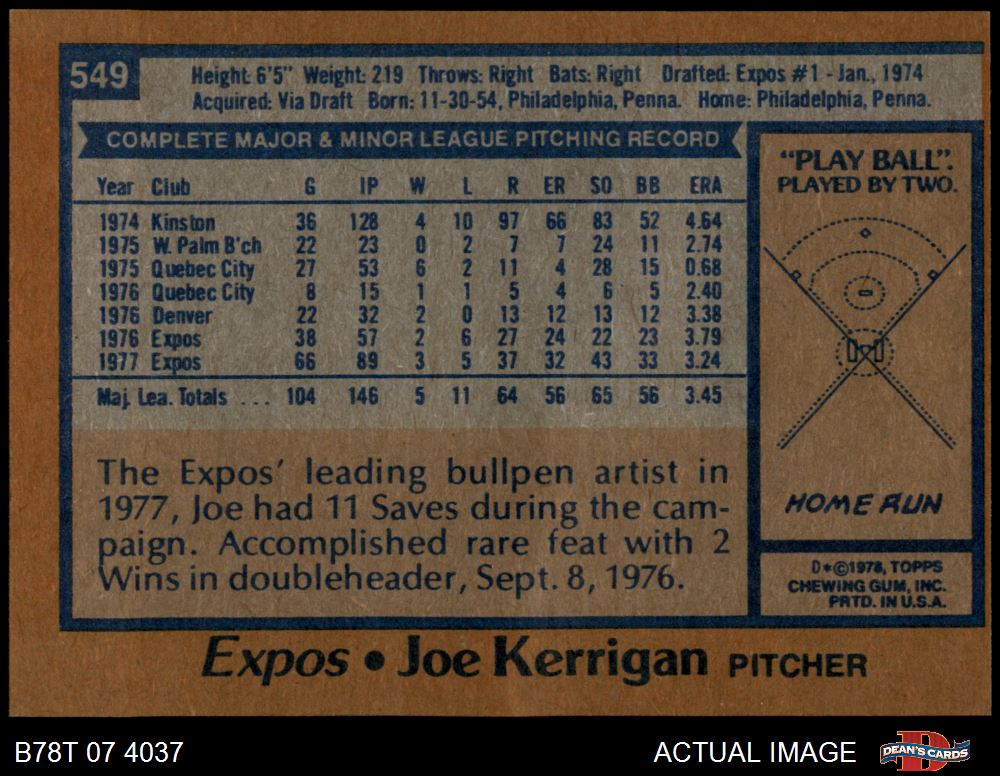 549
Height: 6'5" Weight: 219 Throws: Right Bats: Right Drafted: Expos #1 - Jan., 1974
Acquired: Via Draft Born: 11-30-54, Philadelphia, Penna. Home: Philadelphia, Penna.
COMPLETE MAJOR & MINOR LEAGUE PITCHING RECORD
Year Club G IP W L R ER SO BB ERA
1974 Kinston 36 128 4 10 97 66 83 52 4.64
1975 W. Palm B'ch 22 23 0 2 7 7 24 11 2.74
1975 Quebec City 27 53 6 2 11 4 28 15 0.68
1976 Quebec City 8 15 1 1 5 4 6 5 2.40
1976 Denver 22 32 2 0 13 12 13 12 3.38
1976 Expos 38 57 2 6 27 24 22 23 3.79
1977 Expos 66 89 3 5 37 32 43 33 3.24
Maj. Lea. Totals ... 104 146 5 11 64 56 65 56 3.45
The Expos' leading bullpen artist in
1977, Joe had 11 Saves during the cam-
paign. Accomplished rare feat with 2
Wins in doubleheader, Sept. 8, 1976.
"PLAY BALL".
PLAYED BY TWO.
HOME RUN
D*©1978, TOPPS
CHEWING GUM, INC.
PRTD. IN U.S.A.
Expos • Joe Kerrigan PITCHER
B78T 07 4037
ACTUAL IMAGE
D
DEAN'S CARDS